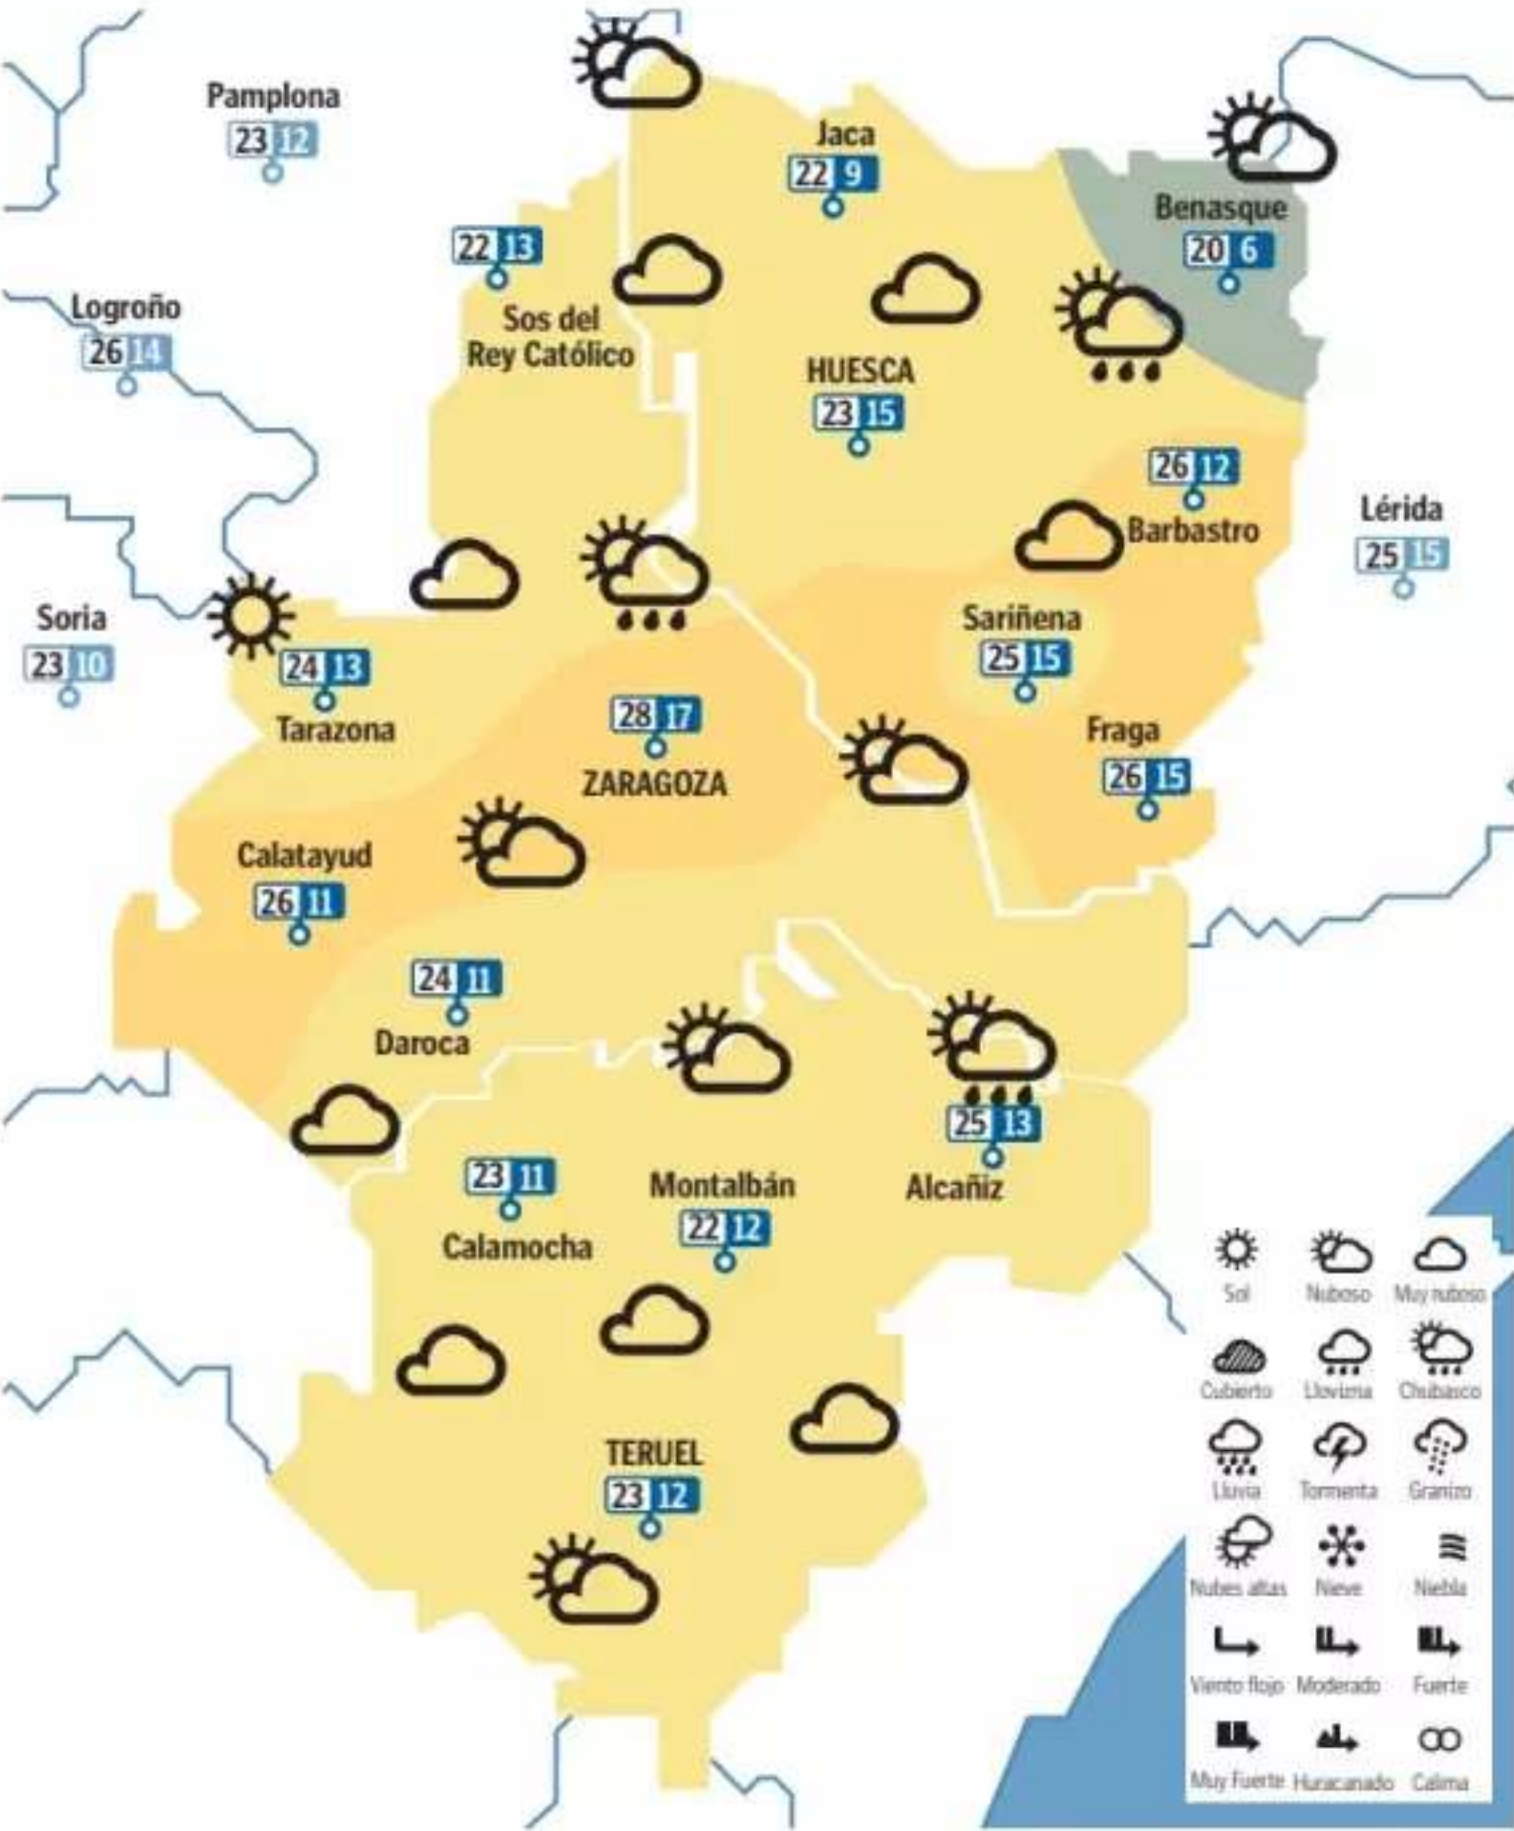 Pamplona
23 12
Jaca
22 9
Benasque
20 6
22 13
Sos del
Rey Católico
Logroño
26 14
HUESCA
23 15
26 12
Barbastro
Lérida
25 15
Soria
23 10
24 13
Tarazona
Sariñena
25 15
28 17
ZARAGOZA
Fraga
26 15
Calatayud
26 11
24 11
Daroca
25 13
Alcañiz
23 11
Calamocha
Montalbán
22 12
TERUEL
23 12
Sol Nuboso Muy nuboso
Cubierto Llovizna Chubasco
Lluvia Tormenta Granizo
Nubes altas Nieve Niebla
Viento flojo Moderado Fuerte
Muy Fuerte Huracanado Calima